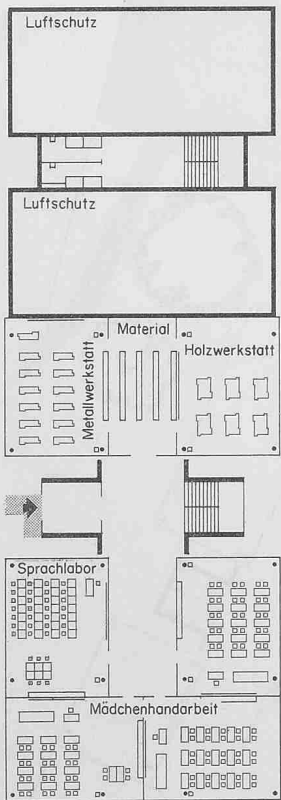 Luftschutz
Luftschutz
Material
Metallwerkstatt
Holzwerkstatt
Sprachlabor
Mädchenhandarbeit